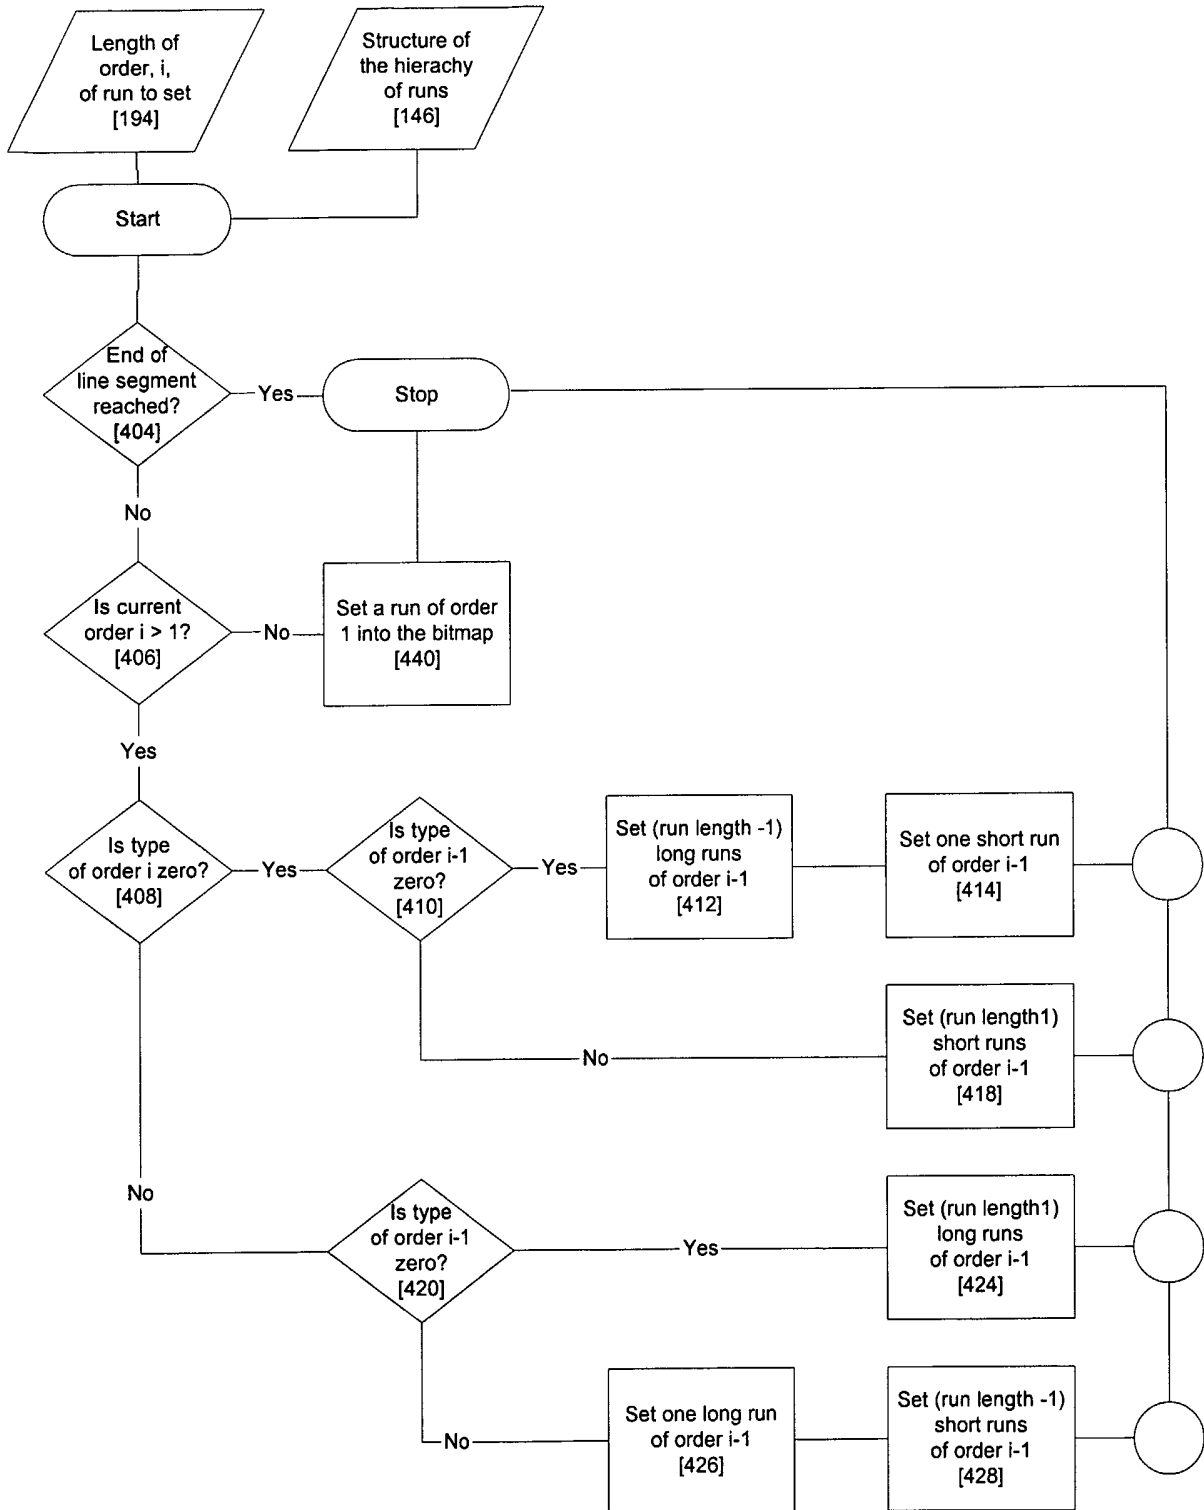 Length of
order, i,
of run to set
[194]
Structure of
the hierachy
of runs
[146]
Start
End of
line segment
reached?
[404]
Yes
Stop
No
Is current
order i > 1?
[406]
No
Set a run of order
1 into the bitmap
[440]
Yes
Is type
of order i zero?
[408]
Yes
Is type
of order i-1
zero?
[410]
Yes
Set (run length -1)
long runs
of order i-1
[412]
Set one short run
of order i-1
[414]
No
Set (run length1)
short runs
of order i-1
[418]
No
Is type
of order i-1
zero?
[420]
Yes
Set (run length1)
long runs
of order i-1
[424]
No
Set one long run
of order i-1
[426]
Set (run length -1)
short runs
of order i-1
[428]